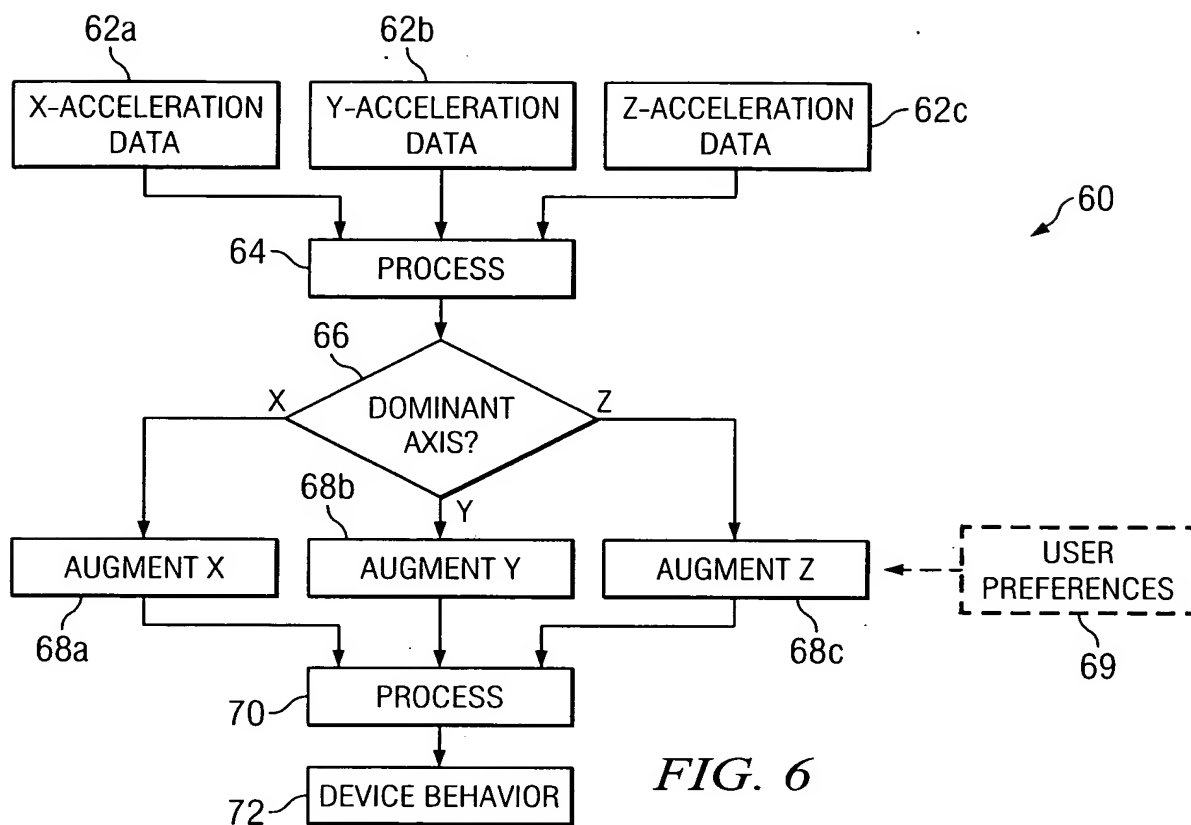 62a
62b
X-ACCELERATION
DATA
Y-ACCELERATION
DATA
Z-ACCELERATION
DATA
62c
60
64
PROCESS
66
X
DOMINANT
AXIS?
Z
Y
68b
AUGMENT X
AUGMENT Y
AUGMENT Z
USER
PREFERENCES
68a
68c
69
70
PROCESS
72
DEVICE BEHAVIOR
FIG. 6